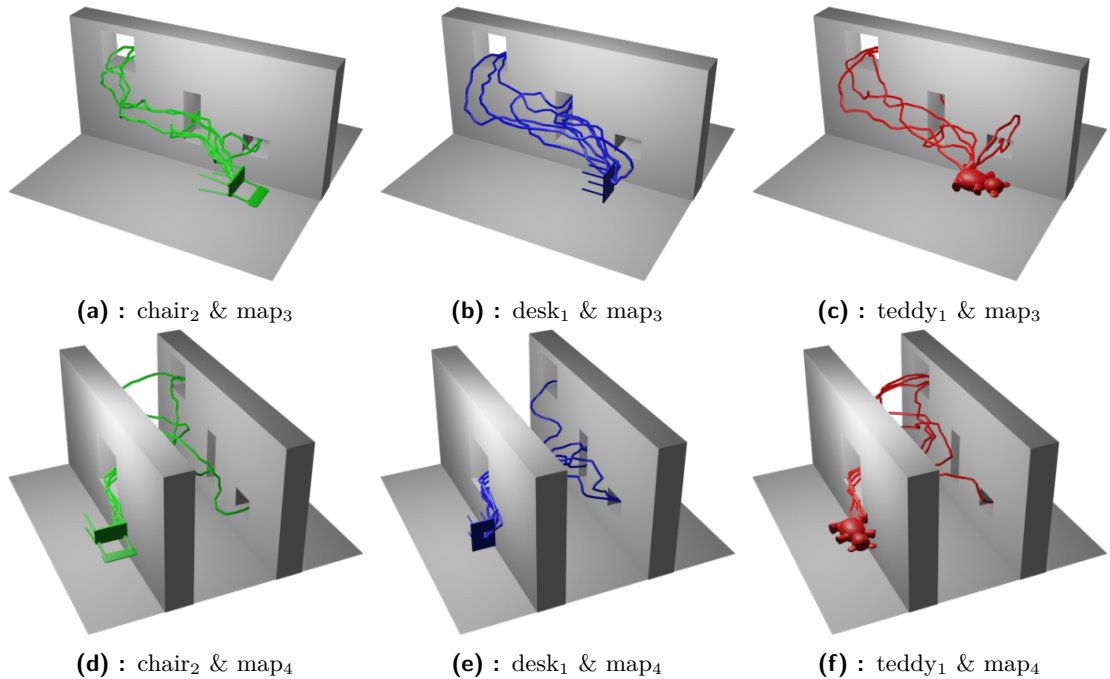 (a) : chair₂ & map₃
(b) : desk₁ & map₃
(c) : teddy₁ & map₃
(d) : chair₂ & map₄
(e) : desk₁ & map₄
(f) : teddy₁ & map₄